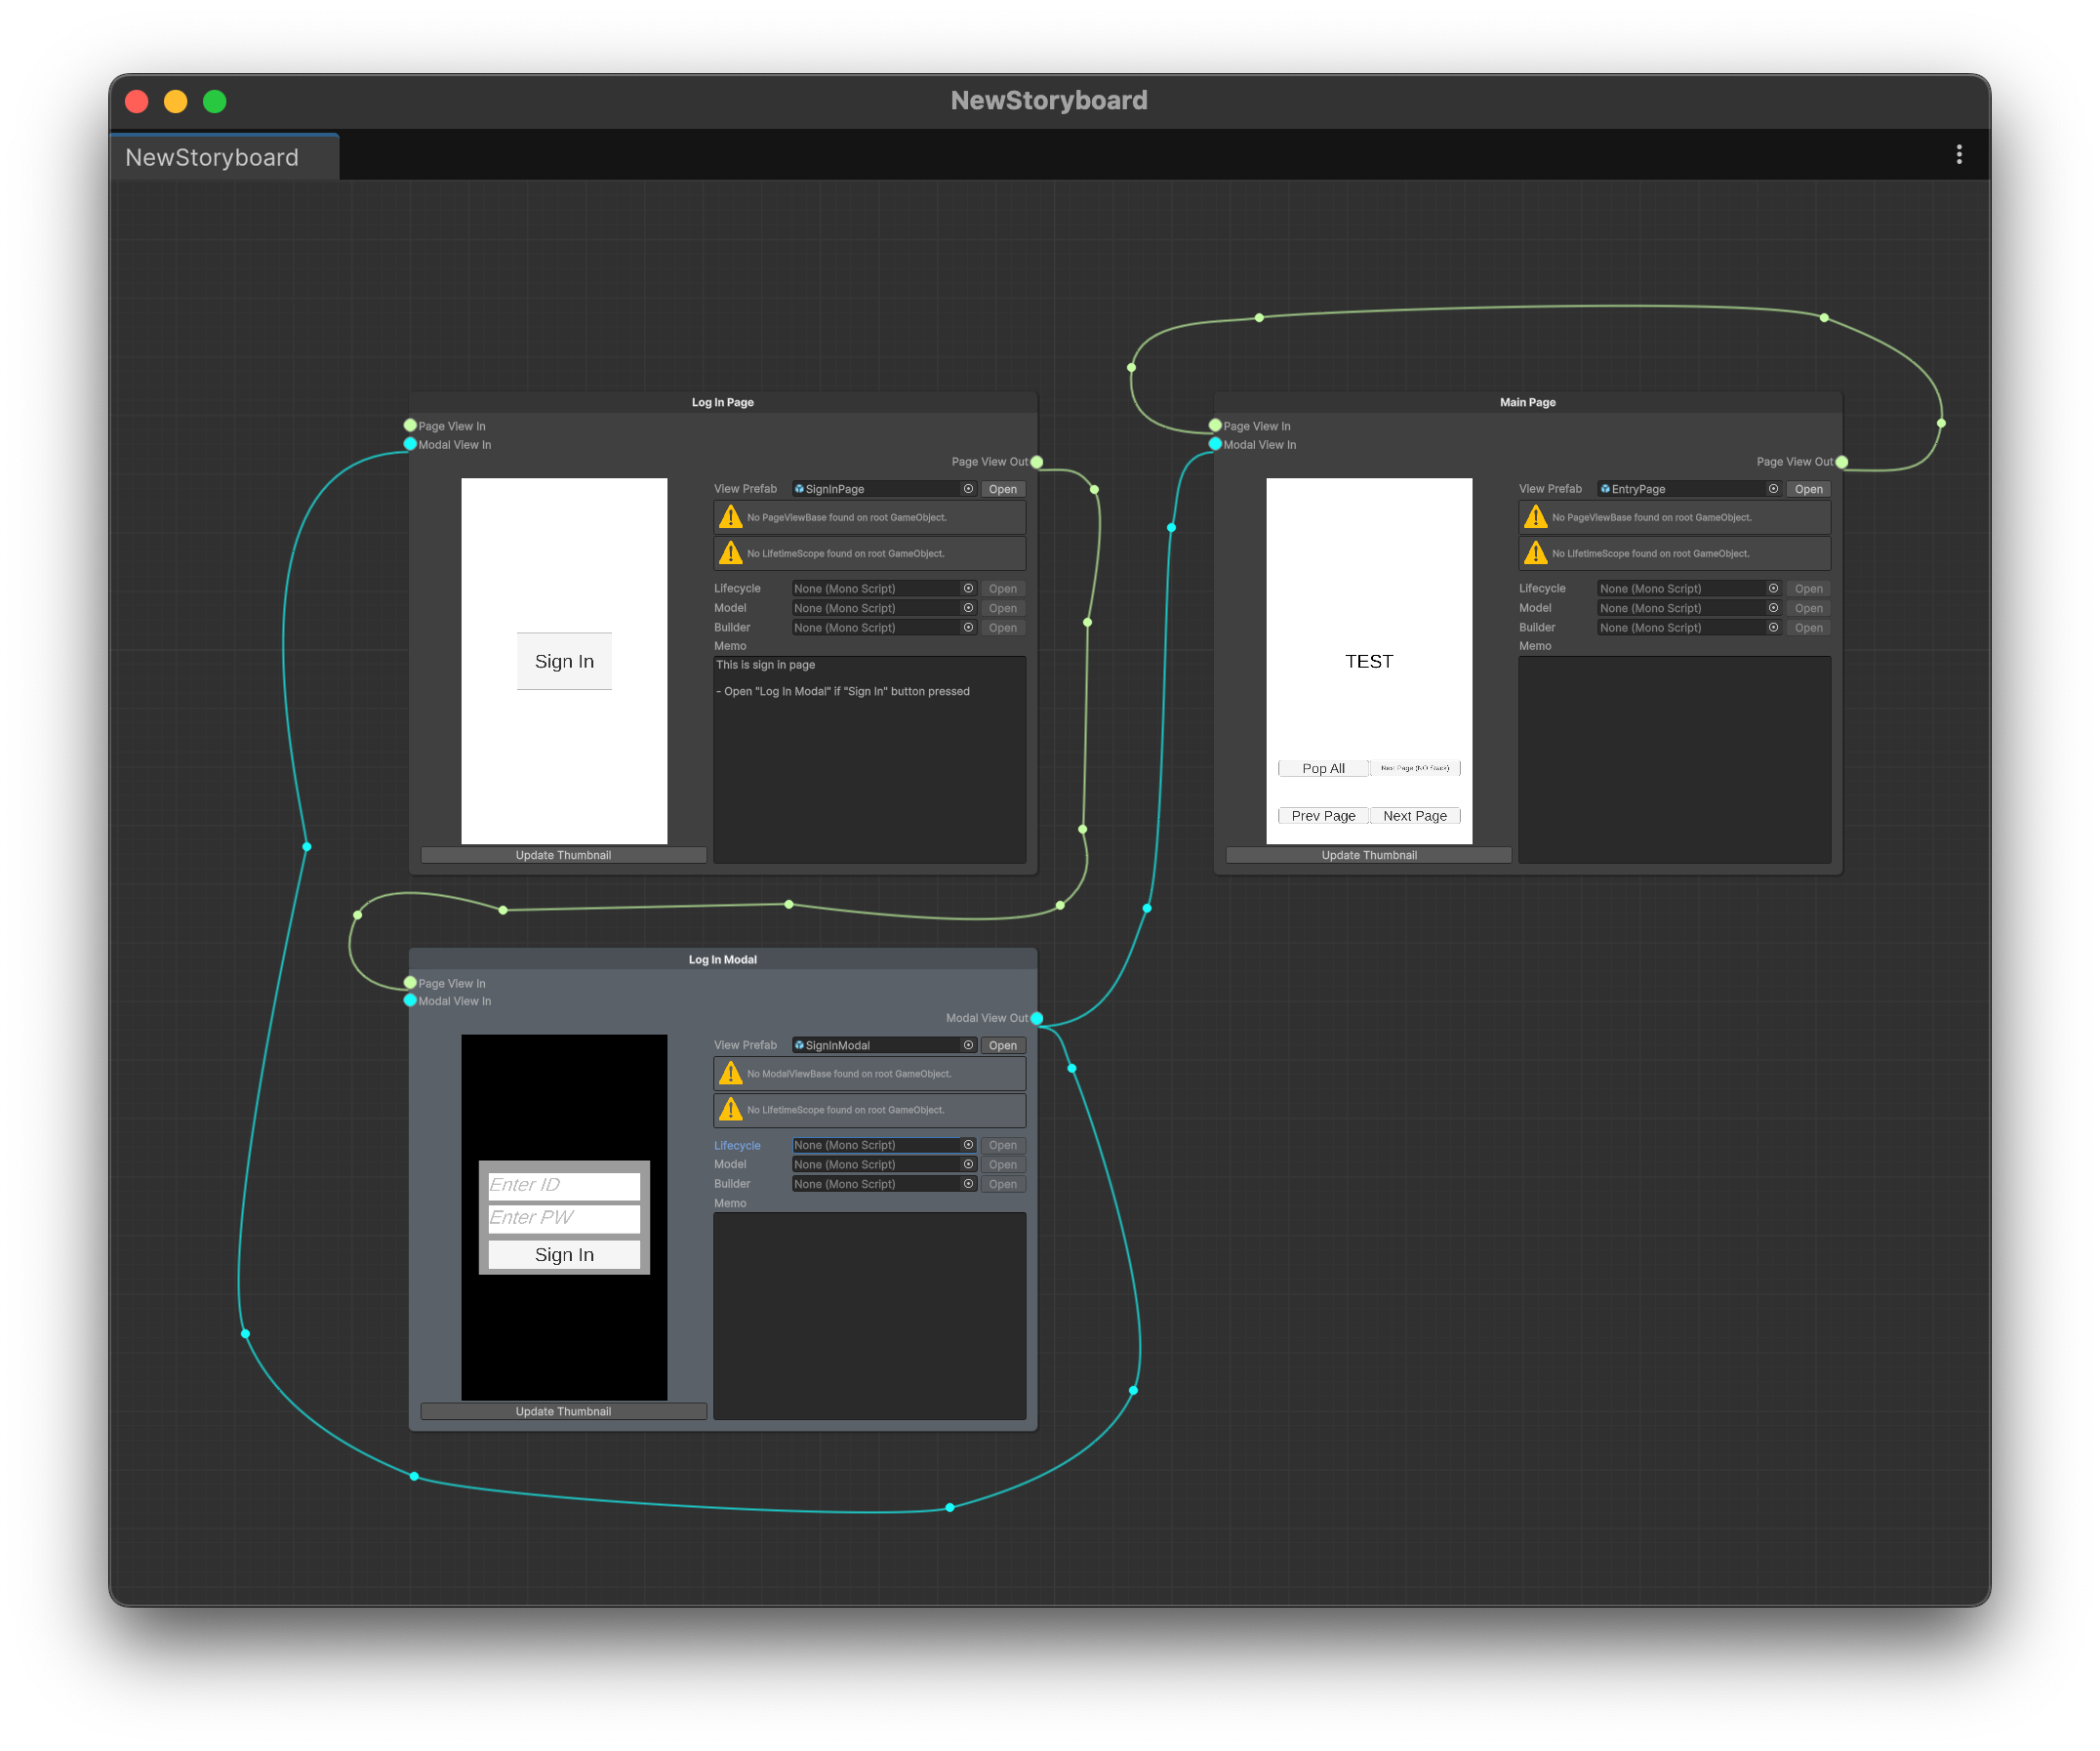 NewStoryboard
NewStoryboard
Log In Page
Page View In
Modal View In
Page View Out
Sign In
View Prefab SignInPage Open
No PageViewBase found on root GameObject.
No LifetimeScope found on root GameObject.
Lifecycle None (Mono Script) Open
Model None (Mono Script) Open
Builder None (Mono Script) Open
Memo
This is sign in page
- Open "Log In Modal" if "Sign In" button pressed
Update Thumbnail
Main Page
Page View In
Modal View In
Page View Out
TEST
Pop All Next Page (NO Stack)
Prev Page Next Page
View Prefab EntryPage Open
No PageViewBase found on root GameObject.
No LifetimeScope found on root GameObject.
Lifecycle None (Mono Script) Open
Model None (Mono Script) Open
Builder None (Mono Script) Open
Memo
Update Thumbnail
Log In Modal
Page View In
Modal View In
Modal View Out
Enter ID
Enter PW
Sign In
View Prefab SignInModal Open
No ModalViewBase found on root GameObject.
No LifetimeScope found on root GameObject.
Lifecycle None (Mono Script) Open
Model None (Mono Script) Open
Builder None (Mono Script) Open
Memo
Update Thumbnail